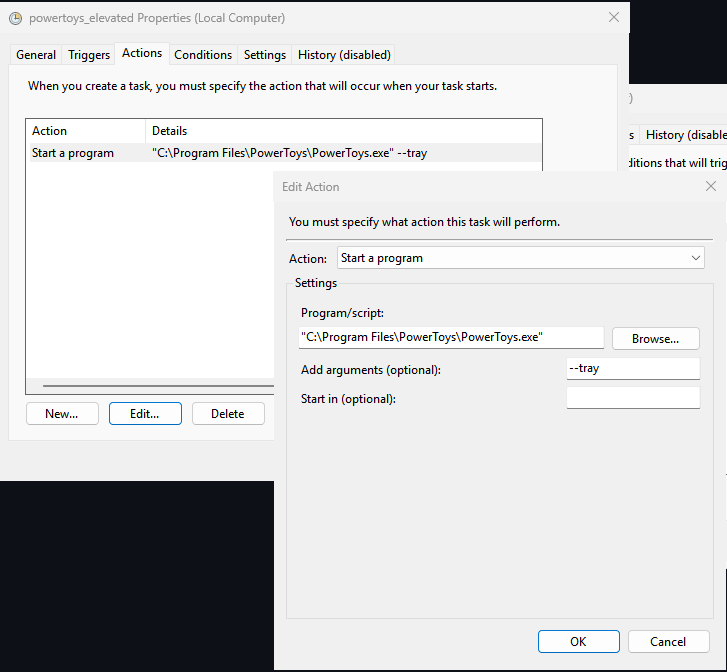 powertoys_elevated Properties (Local Computer)
General Triggers Actions Conditions Settings History (disabled)
When you create a task, you must specify the action that will occur when your task starts.
Action Details
Start a program "C:\Program Files\PowerToys\PowerToys.exe" --tray
New... Edit... Delete
)
s History (disable
ditions that will trig
Edit Action
You must specify what action this task will perform.
Action: Start a program
Settings
Program/script:
"C:\Program Files\PowerToys\PowerToys.exe" Browse...
Add arguments (optional): --tray
Start in (optional):
OK Cancel